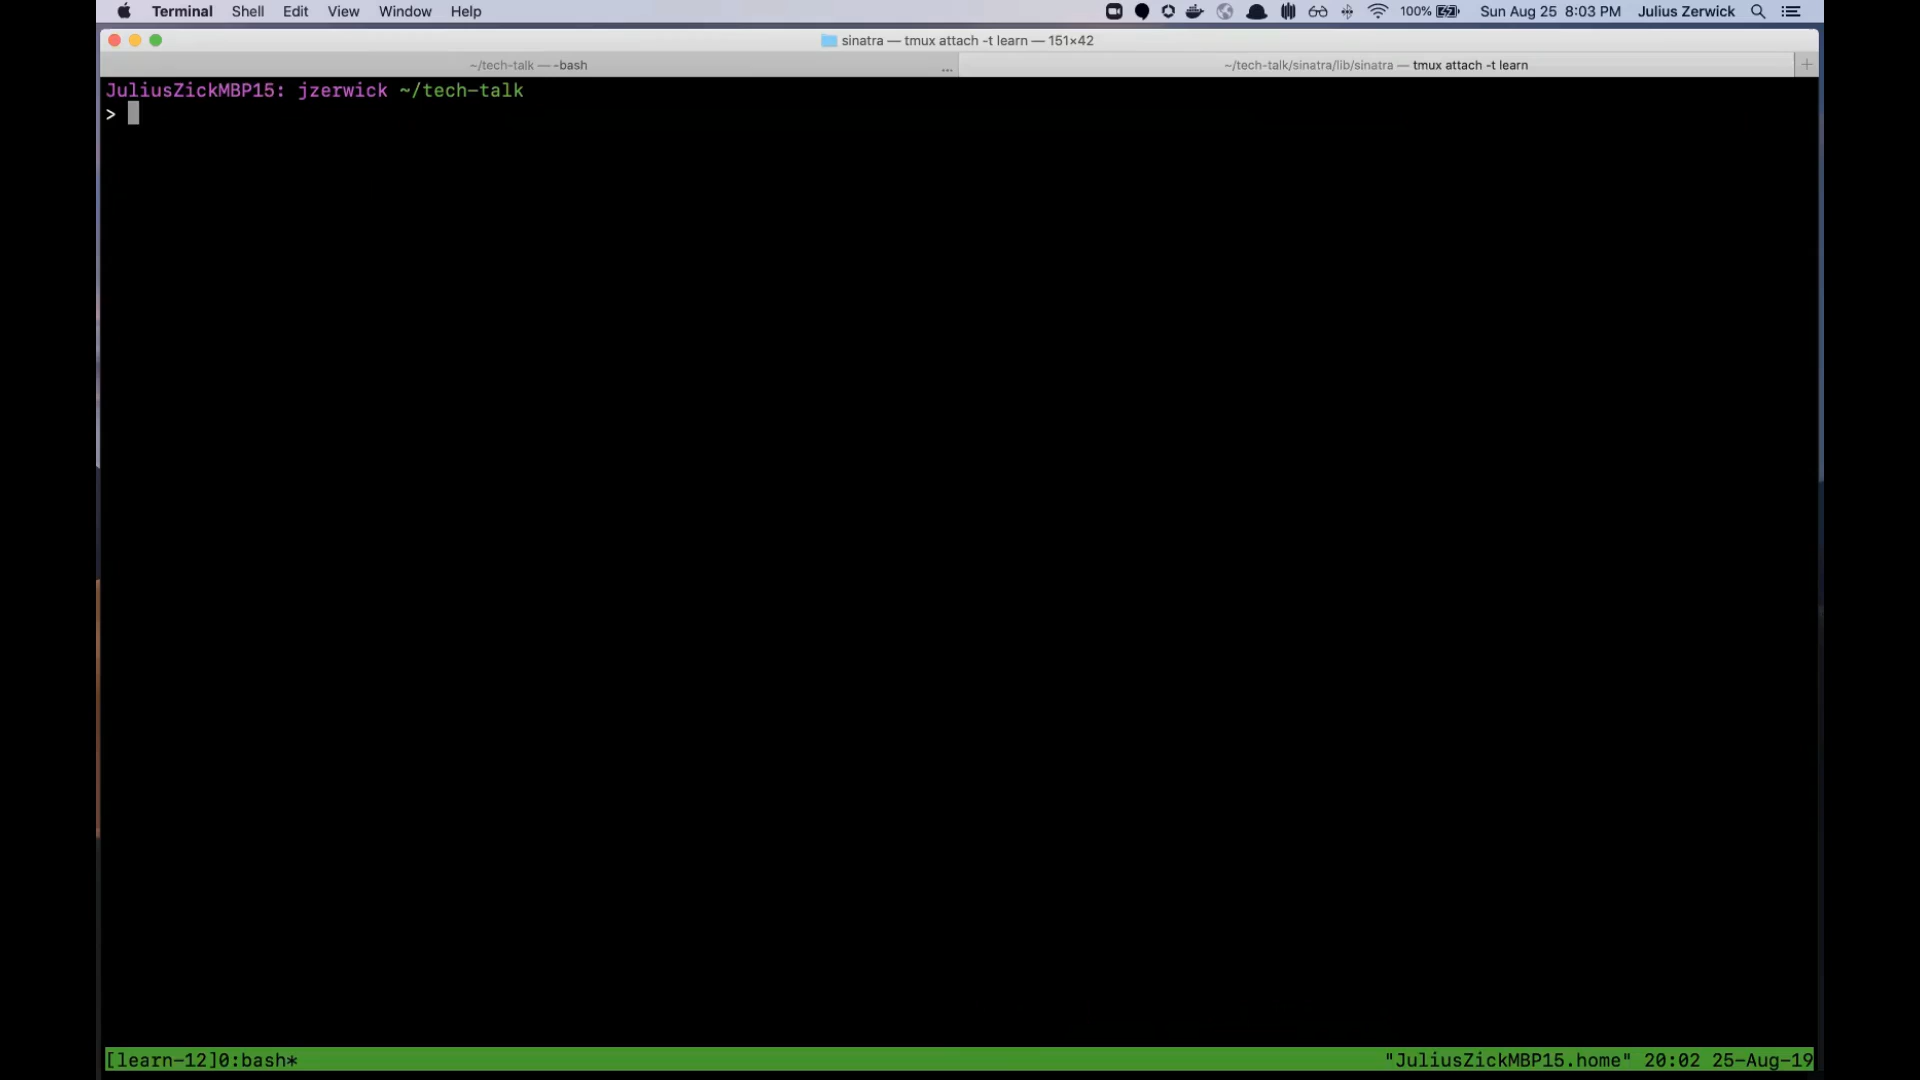 Terminal Shell Edit View Window Help 100% Sun Aug 25 8:03 PM Julius Zerwick
sinatra — tmux attach -t learn — 151×42
~/tech-talk — -bash ... ~/tech-talk/sinatra/lib/sinatra — tmux attach -t learn +
JuliusZickMBP15: jzerwick ~/tech-talk
>
[learn-12]0:bash* "JuliusZickMBP15.home" 20:02 25-Aug-19